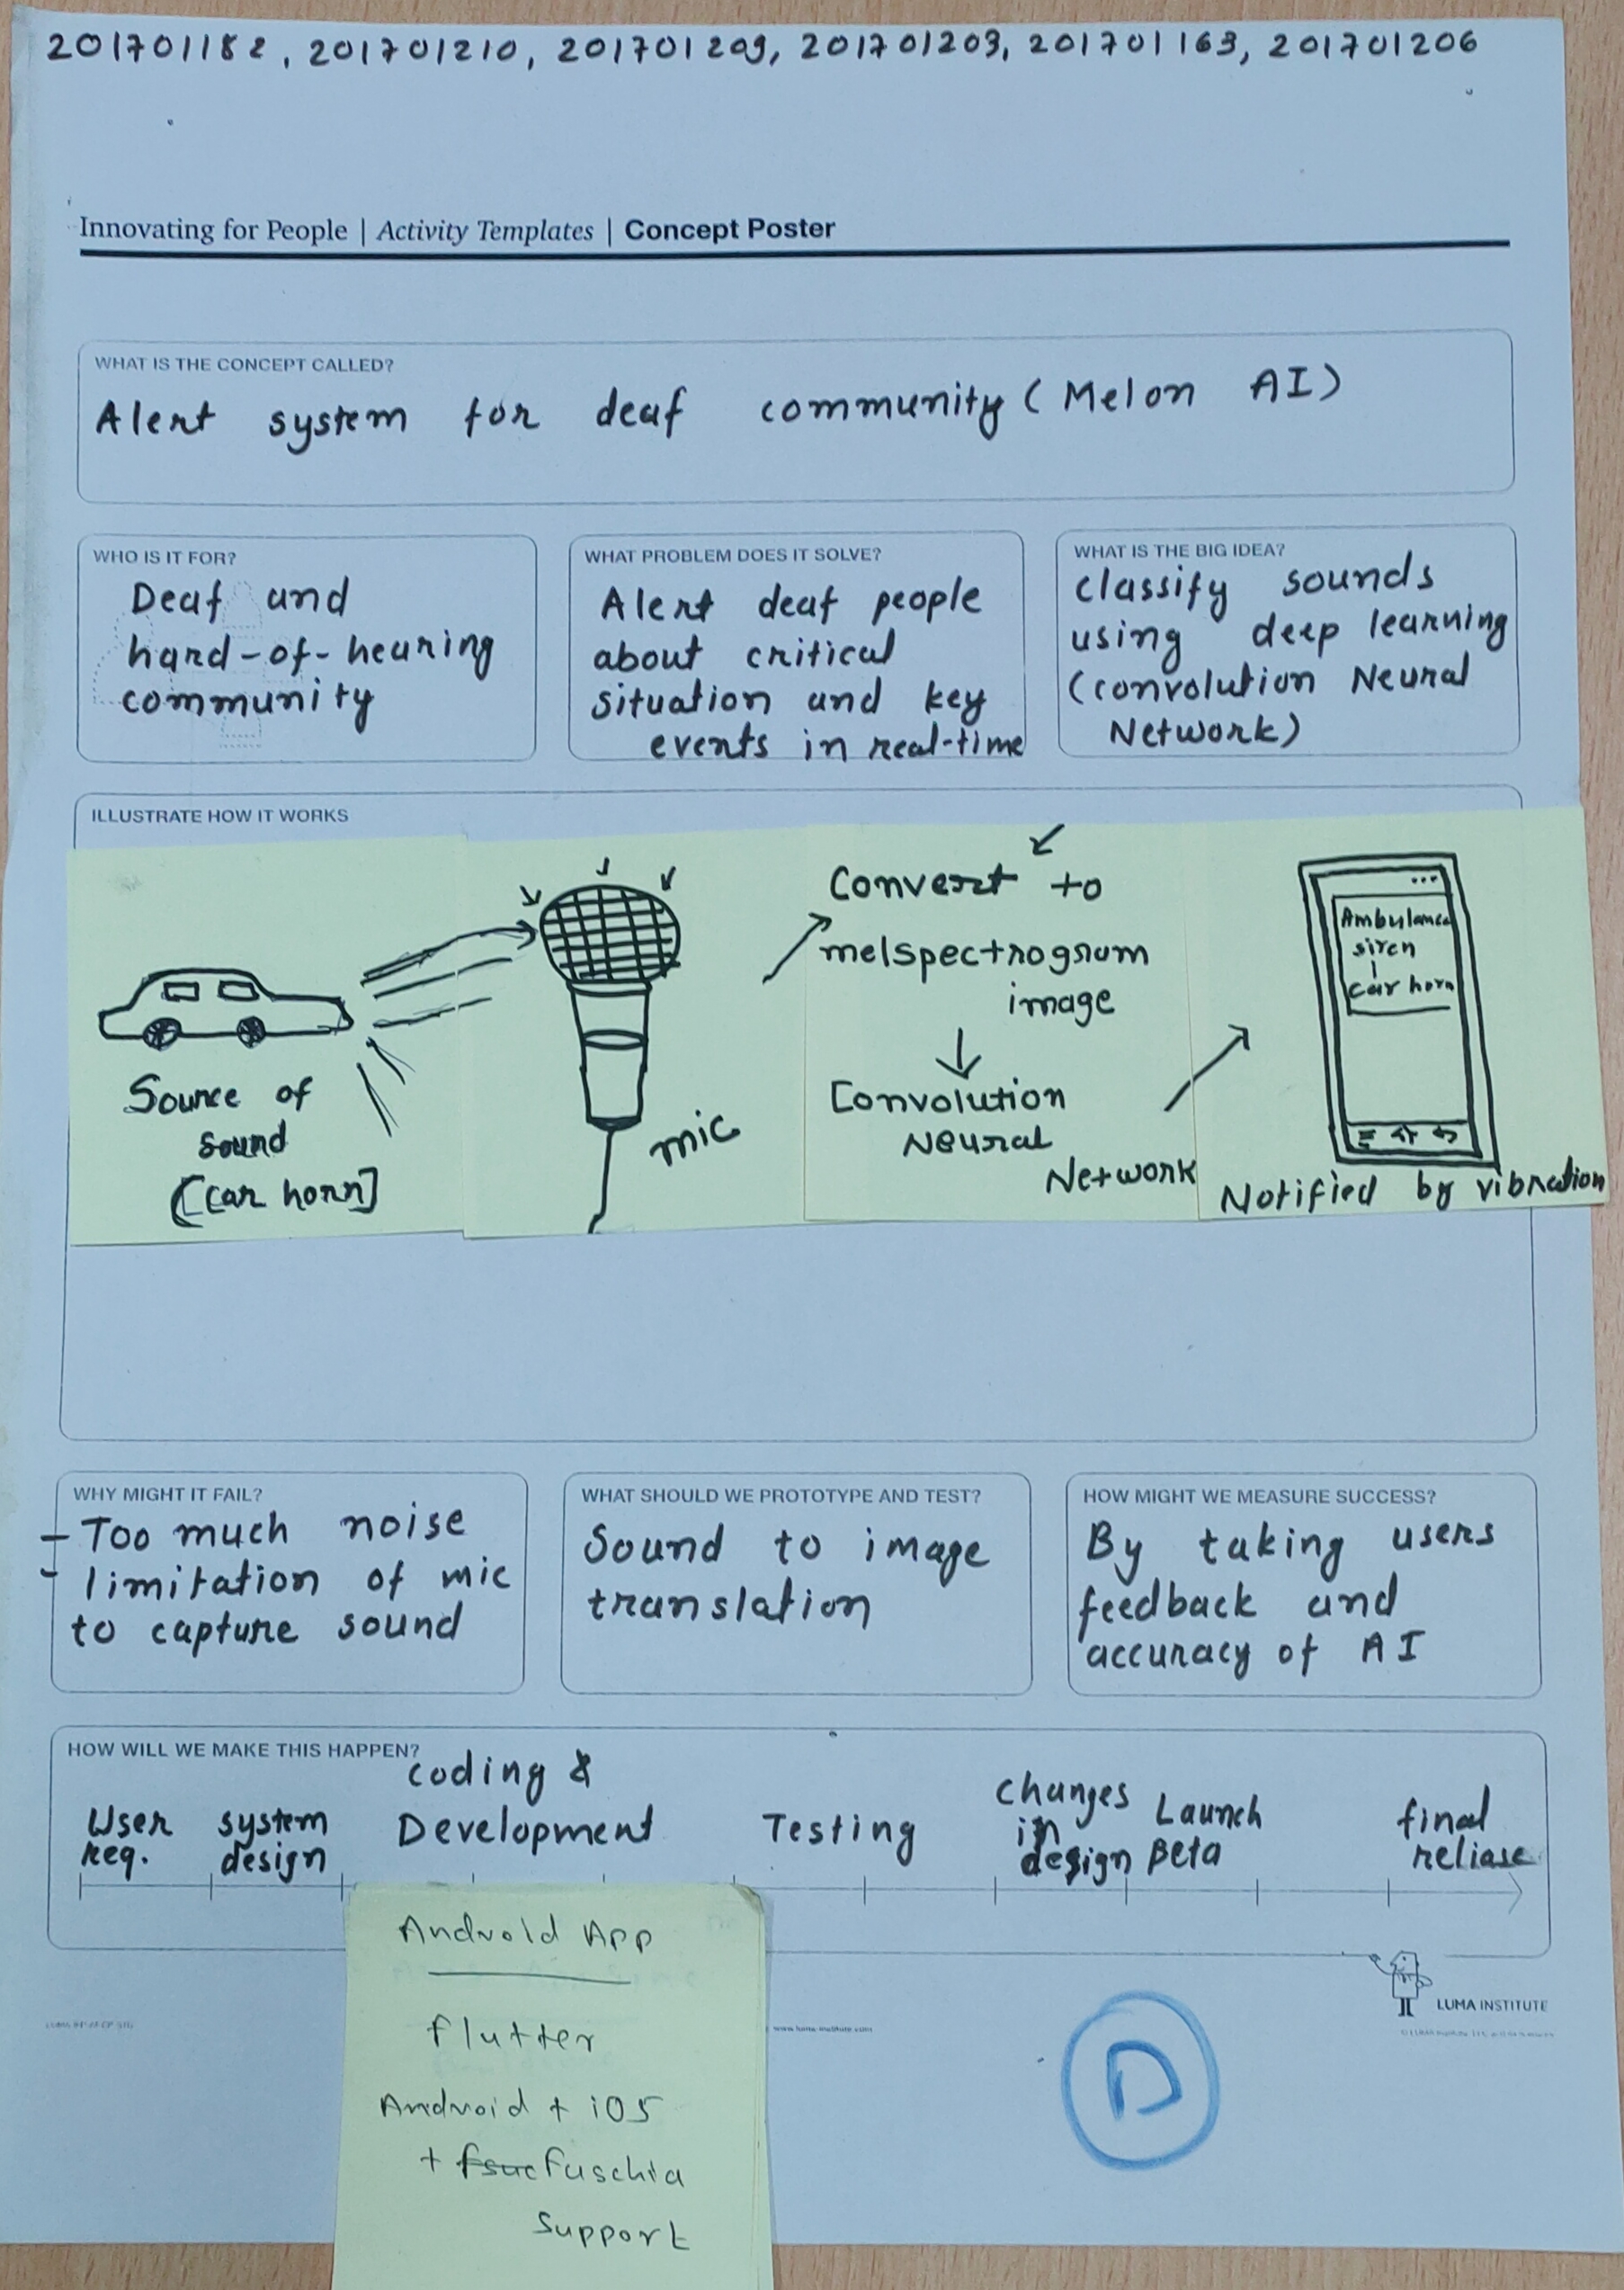 201701182, 201701210, 201701209, 201701203, 201701163, 201701206
Innovating for People | Activity Templates | Concept Poster
WHAT IS THE CONCEPT CALLED?
Alert system for deaf community (Melon AI)
WHO IS IT FOR?
Deaf and
hard-of-hearing
community
WHAT PROBLEM DOES IT SOLVE?
Alert deaf people
about critical
situation and key
events in real-time
WHAT IS THE BIG IDEA?
classify sounds
using deep learning
(convolution Neural
Network)
ILLUSTRATE HOW IT WORKS
Source of
sound
[car horn]
mic
Convert to
melspectrogram
image
Convolution
Neural
Network
Ambulance
siren
car horn
Notified by vibration
WHY MIGHT IT FAIL?
- Too much noise
- limitation of mic
to capture sound
WHAT SHOULD WE PROTOTYPE AND TEST?
Sound to image
translation
HOW MIGHT WE MEASURE SUCCESS?
By taking users
feedback and
accuracy of AI
HOW WILL WE MAKE THIS HAPPEN?
User
req.
system
design
coding &
Development
Testing
changes
in
design
Launch
Beta
final
reliase
Android App
flutter
Android + iOS
+ Fuschia
support
D
LUMA INSTITUTE
www.luma-institute.com